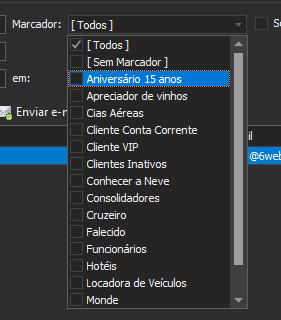 Marcador: [ Todos ]
[ Todos ]
[ Sem Marcador ]
em: Aniversário 15 anos
Apreciador de vinhos
Enviar e-m Cias Aéreas
Cliente Conta Corrente
Cliente VIP @6web
Clientes Inativos
Conhecer a Neve
Consolidadores
Cruzeiro
Falecido
Funcionários
Hotéis
Locadora de Veículos
Monde